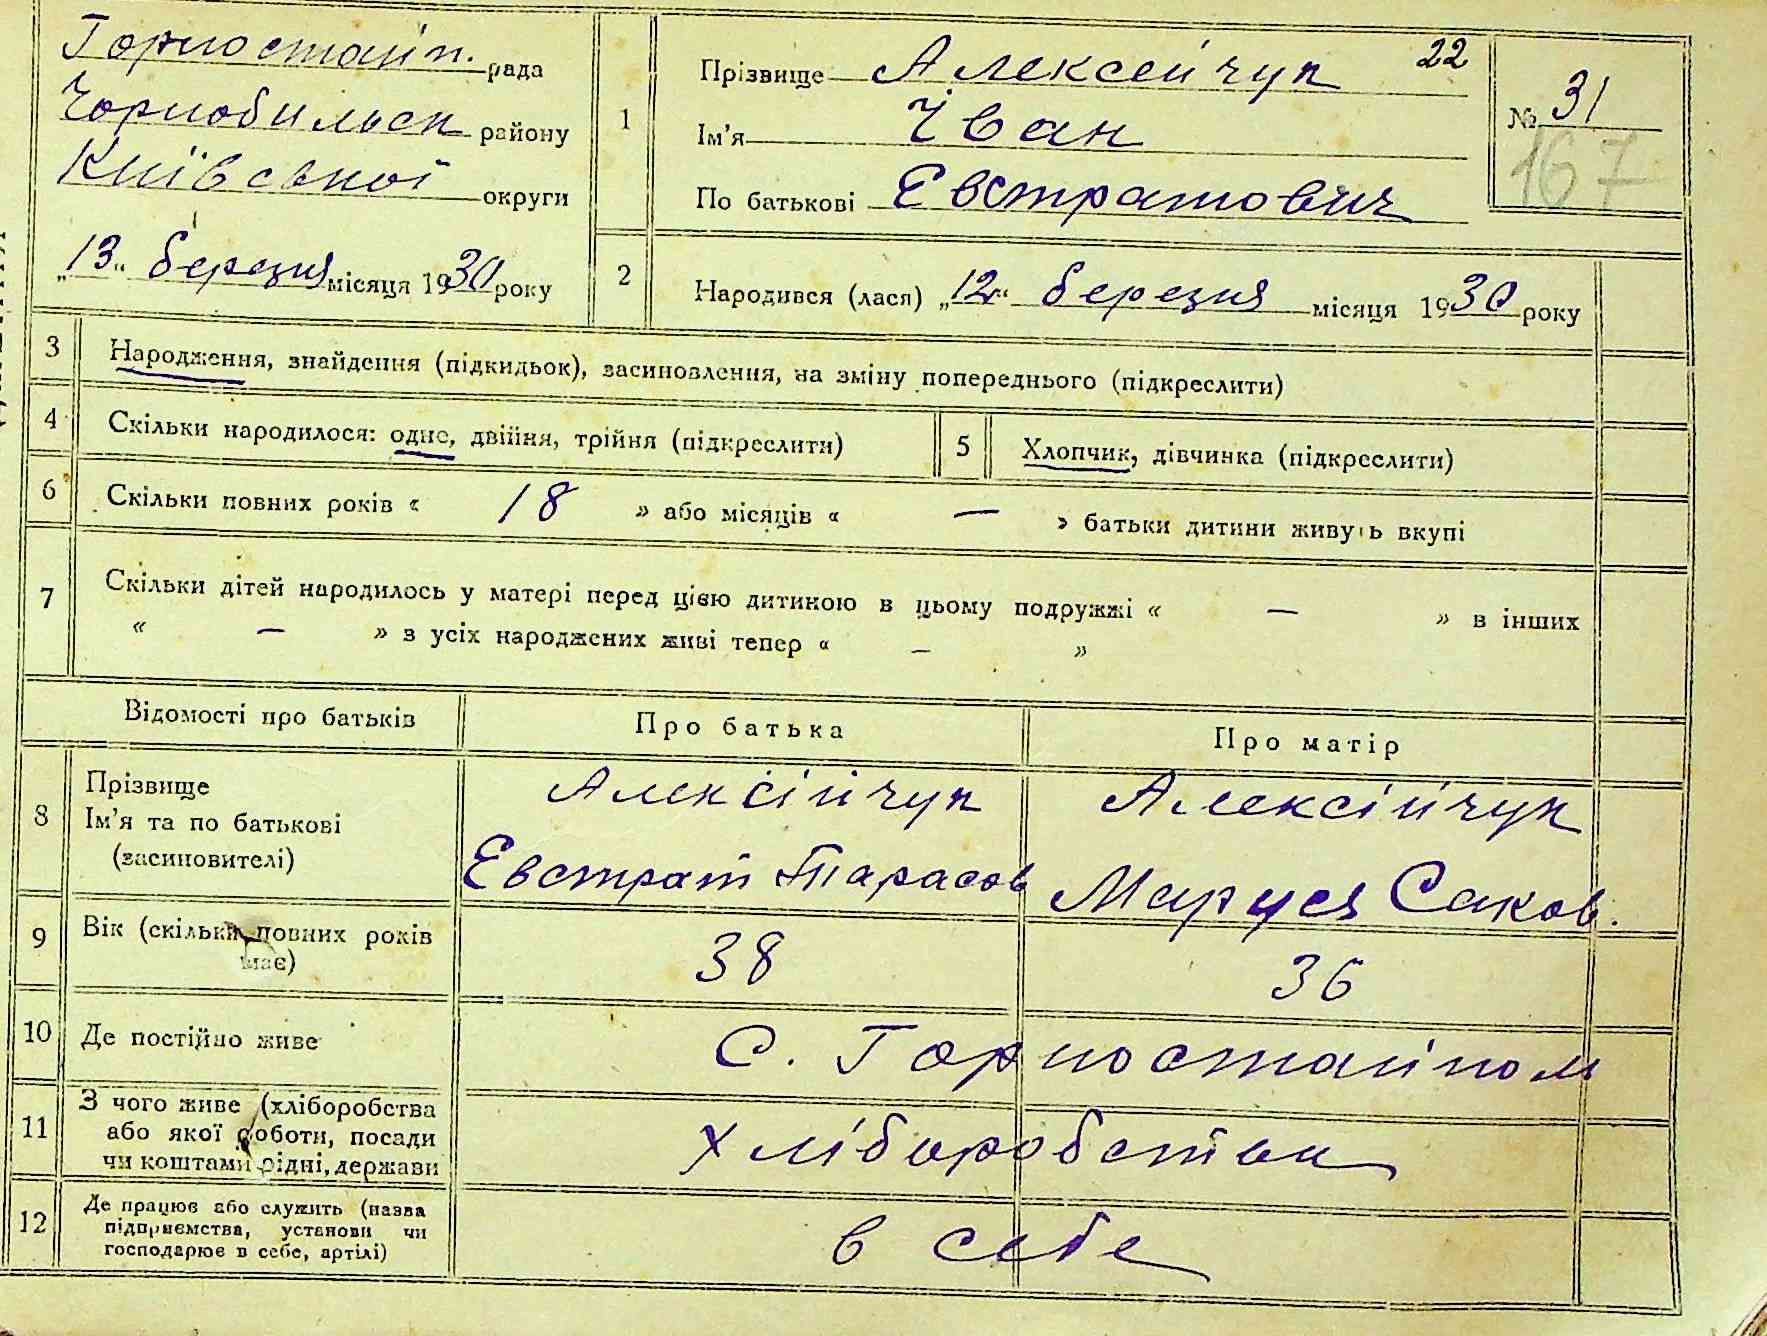 Горностайп. рада
Чорнобильськ району
Київської округи
„13“ березня місяця 1930 року
1
Прізвище Алексейчук
22
Ім'я Іван
По батькові Евстратович
№ 31
167
2
Народився (лася) „12“ березня місяця 1930 року
3 Народження, знайдення (підкидьок), засиновлення, на зміну попереднього (підкреслити)
4 Скільки народилося: одне, двійня, трійня (підкреслити)
5 Хлопчик, дівчинка (підкреслити)
6 Скільки повних років « 18 » або місяців « — » батьки дитини живуть вкупі
7 Скільки дітей народилось у матері перед цією дитиною в цьому подружжі « — » в інших
« — » з усіх народжених живі тепер « — »
Відомості про батьків
Про батька
Про матір
8
Прізвище
Ім'я та по батькові
(засиновителі)
Алексійчук
Евстрат Тарасов
Алексійчук
Маруся Саков.
9
Вік (скільки повних років
має)
38
36
10 Де постійно живе
С. Горностайпом
11
З чого живе (хліборобства
або якої роботи, посади
чи коштами рідні, держави
Хліборобством
12
Де працює або служить (назва
підприємства, установи чи
господарює в себе, артілі)
в себе